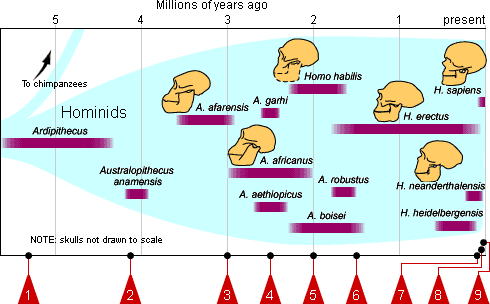 Millions of years ago
5 4 3 2 1 present
To chimpanzees
Hominids
Ardipithecus
Australopithecus
anamensis
A. afarensis
A. garhi
Homo habilis
H. sapiens
H. erectus
A. africanus
A. aethiopicus
A. robustus
A. boisei
H. neanderthalensis
H. heidelbergensis
NOTE: skulls not drawn to scale
1 2 3 4 5 6 7 8 9